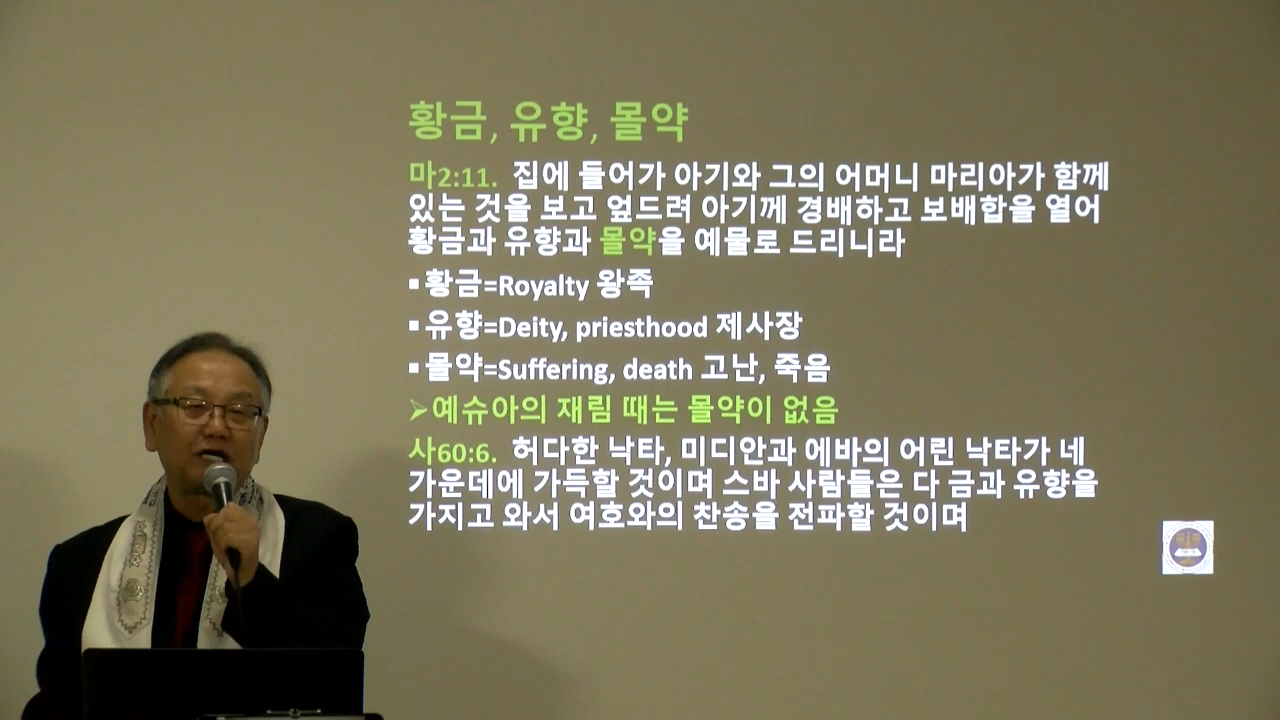 황금, 유향, 몰약
마2:11. 집에 들어가 아기와 그의 어머니 마리아가 함께
있는 것을 보고 엎드려 아기께 경배하고 보배합을 열어
황금과 유향과 몰약을 예물로 드리니라
▪황금=Royalty 왕족
▪유향=Deity, priesthood 제사장
▪몰약=Suffering, death 고난, 죽음
➢예슈아의 재림 때는 몰약이 없음
사60:6. 허다한 낙타, 미디안과 에바의 어린 낙타가 네
가운데에 가득할 것이며 스바 사람들은 다 금과 유향을
가지고 와서 여호와의 찬송을 전파할 것이며